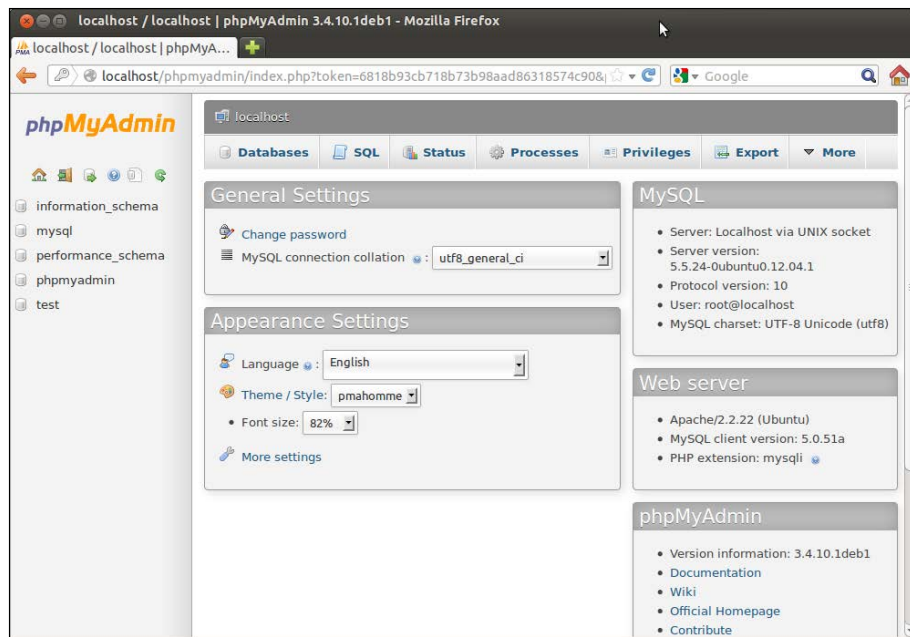 localhost / localhost | phpMyAdmin 3.4.10.1deb1 - Mozilla Firefox
localhost / localhost | phpMyA...
localhost/phpmyadmin/index.php?token=6818b93cb718b73b98aad86318574c90&
Google
phpMyAdmin
information_schema
mysql
performance_schema
phpmyadmin
test
localhost
Databases SQL Status Processes Privileges Export More
General Settings
Change password
MySQL connection collation : utf8_general_ci
Appearance Settings
Language : English
Theme / Style: pmahomme
Font size: 82%
More settings
MySQL
Server: Localhost via UNIX socket
Server version:
5.5.24-0ubuntu0.12.04.1
Protocol version: 10
User: root@localhost
MySQL charset: UTF-8 Unicode (utf8)
Web server
Apache/2.2.22 (Ubuntu)
MySQL client version: 5.0.51a
PHP extension: mysqli
phpMyAdmin
Version information: 3.4.10.1deb1
Documentation
Wiki
Official Homepage
Contribute